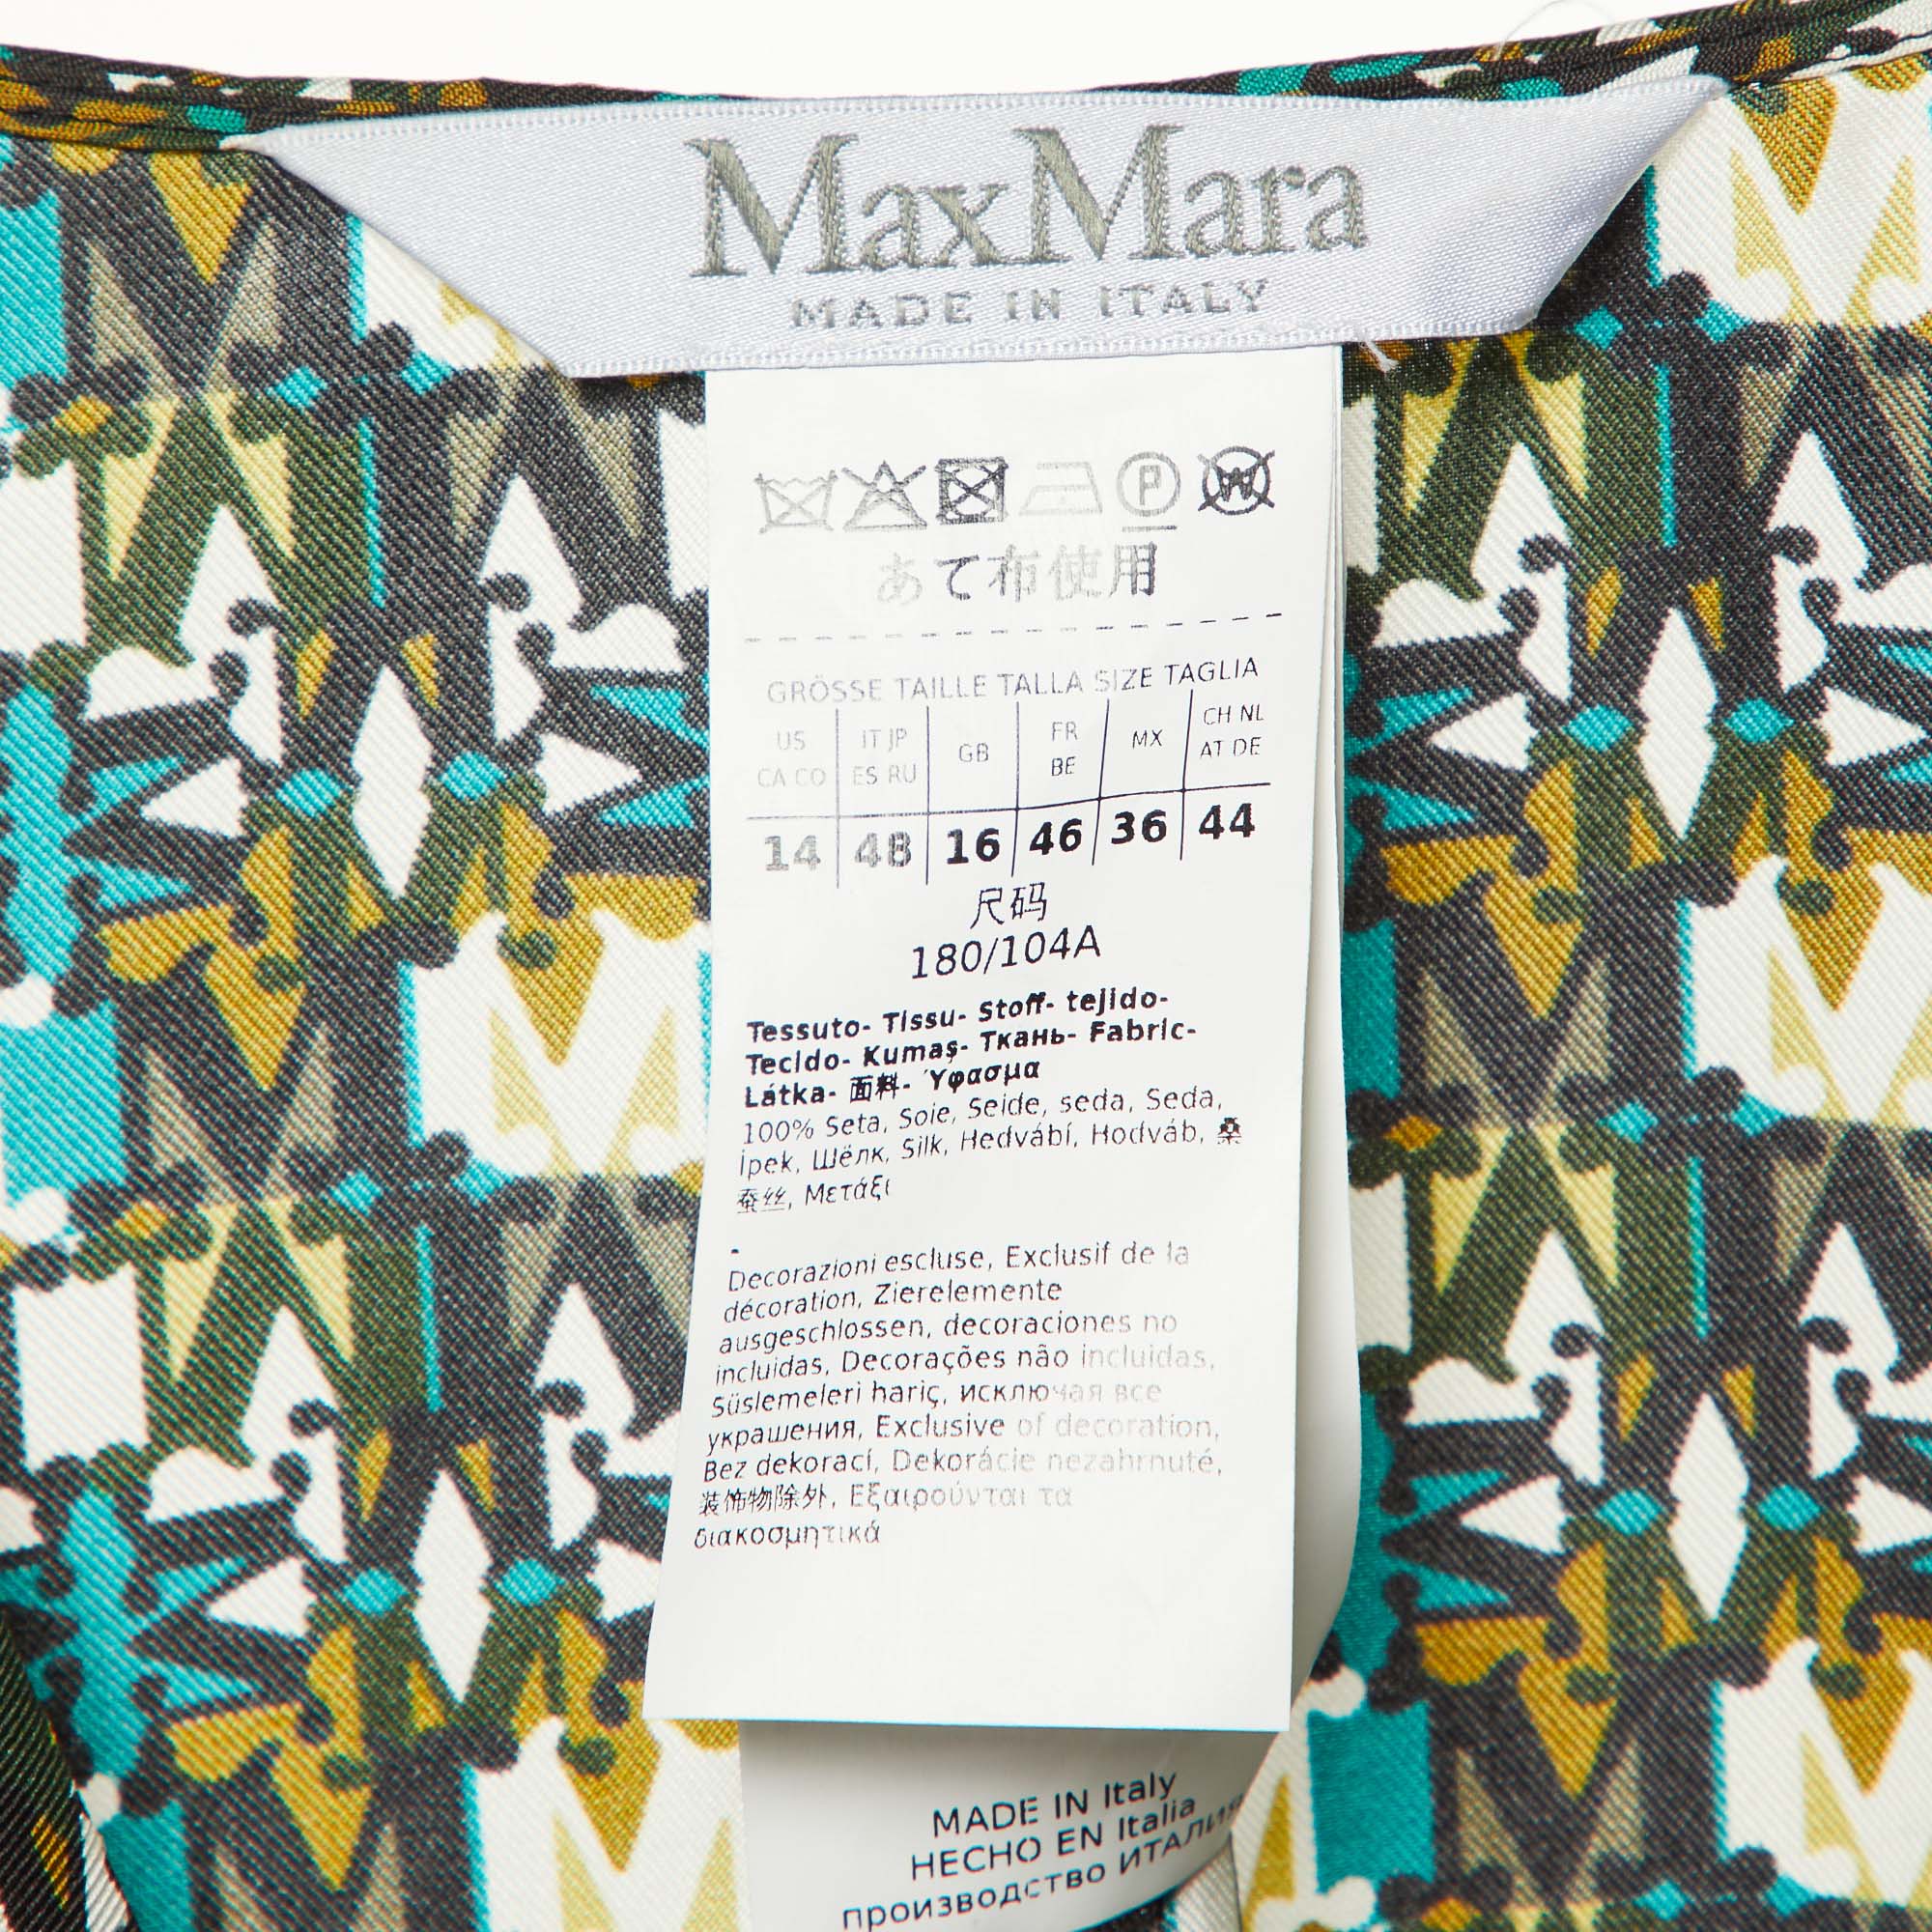 MaxMara
MADE IN ITALY
P W
あて布使用
GRÖSSE TAILLE TALLA SIZE TAGLIA
US IT JP GB FR MX CH NL
CA CO ES RU BE AT DE
14 48 16 46 36 44
尺码
180/104A
Tessuto- Tissu- Stoff- tejido-
Tecido- Kumaş- Ткань- Fabric-
Látka- 面料- Ύφασμα
100% Seta, Soie, Seide, seda, Seda,
İpek, Шёлк, Silk, Hedvábí, Hodváb, 桑
蚕丝, Μετάξι
-
Decorazioni escluse, Exclusif de la
décoration, Zierelemente
ausgeschlossen, decoraciones no
incluidas, Decorações não incluidas,
Süslemeleri hariç, исключая все
украшения, Exclusive of decoration,
Bez dekorací, Dekorácie nezahrnuté,
装饰物除外, Εξαιρούνται τα
διακοσμητικά
MADE IN Italy
HECHO EN Italia
производство ИТАЛИЯ